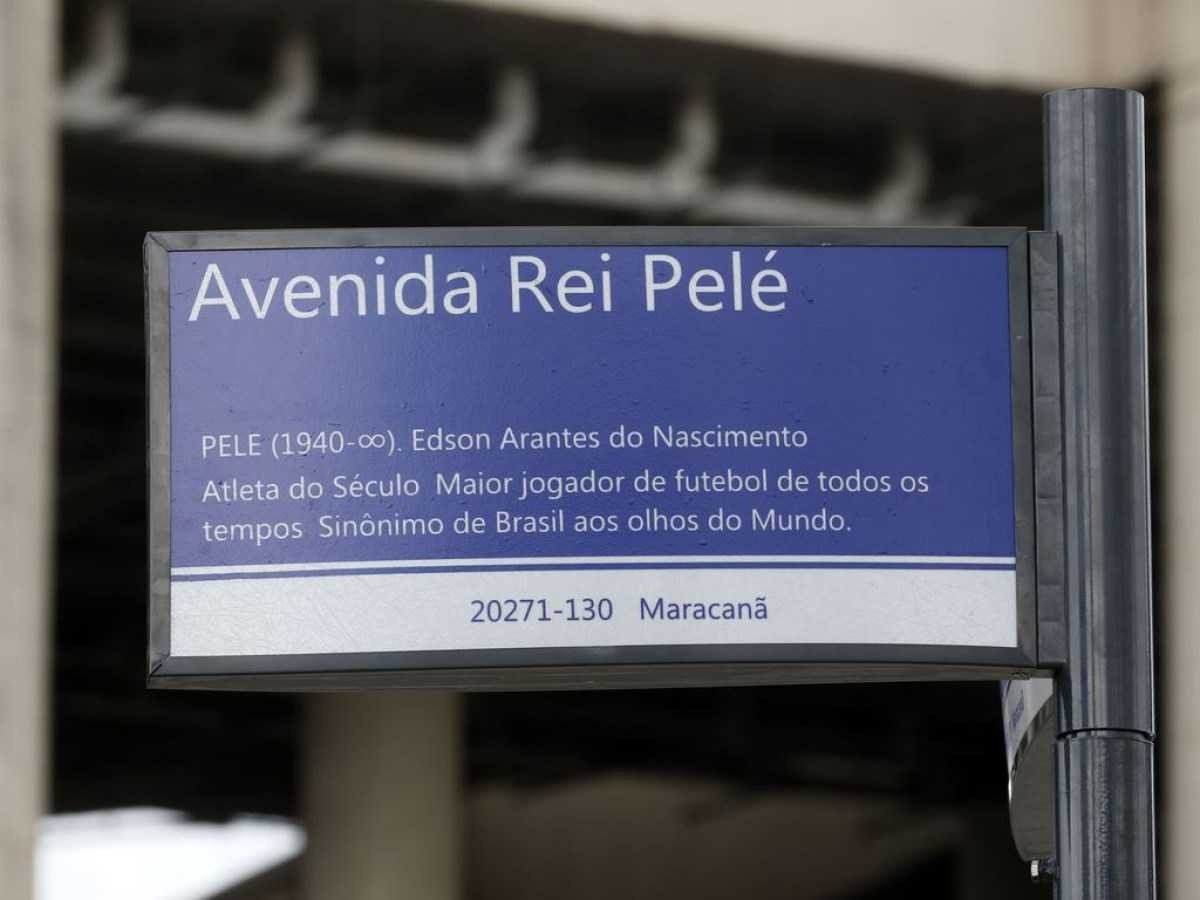 Avenida Rei Pelé
PELE (1940-∞). Edson Arantes do Nascimento
Atleta do Século Maior jogador de futebol de todos os
tempos Sinônimo de Brasil aos olhos do Mundo.
20271-130 Maracanã